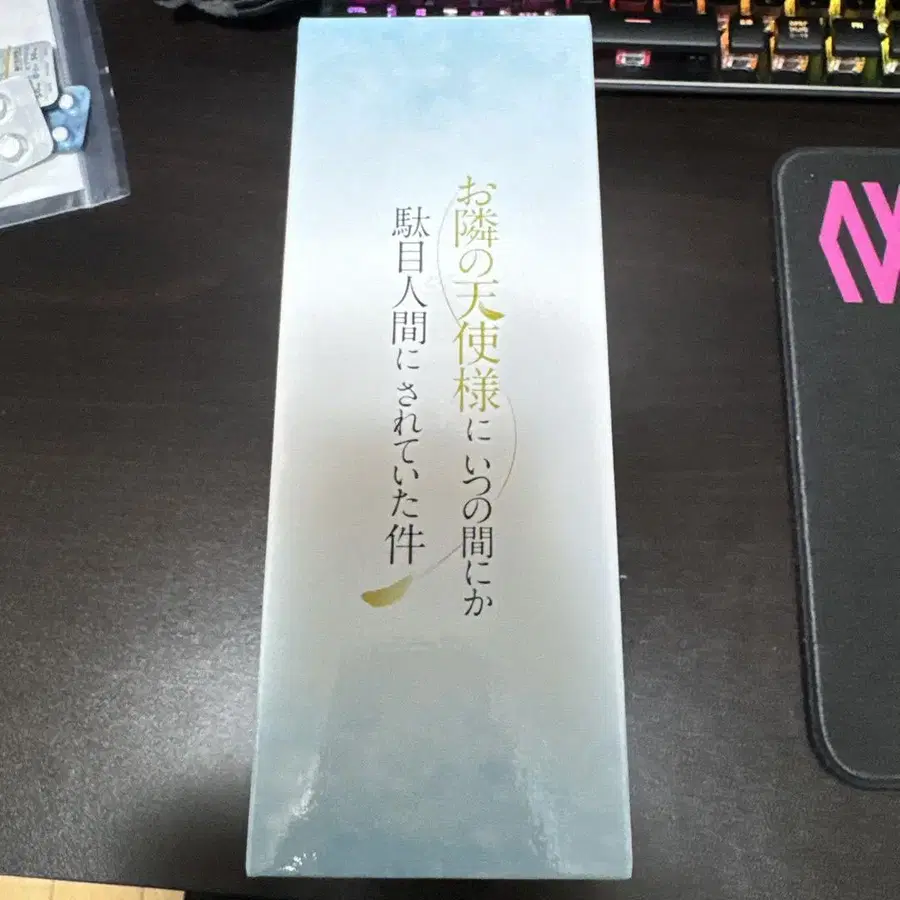 お隣の天使様に いつの間にか
駄目人間に されていた件